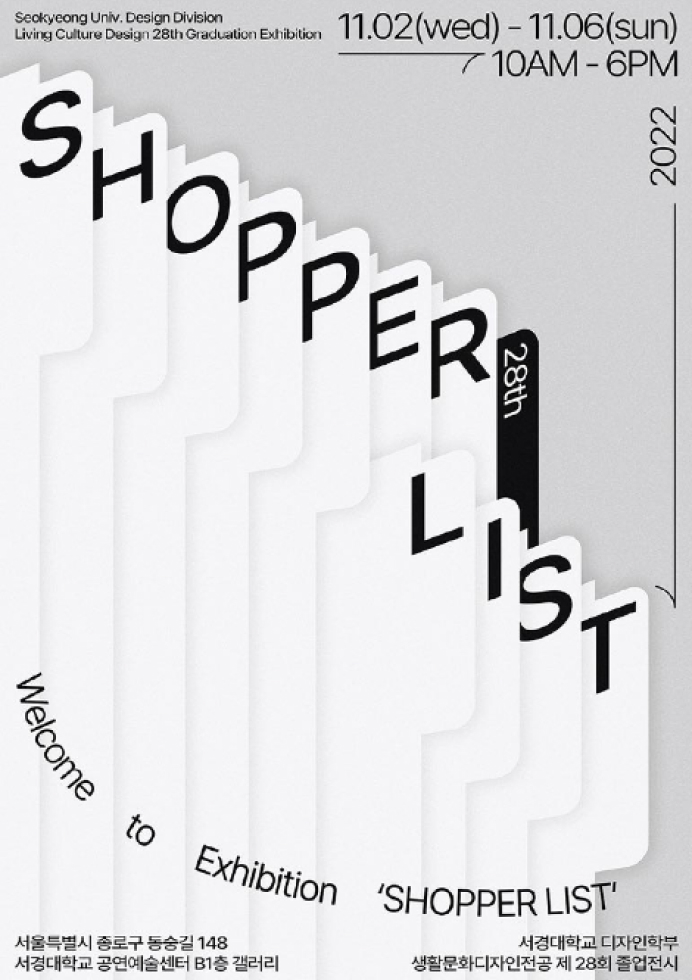 Seokyeong Univ. Design Division
Living Culture Design 28th Graduation Exhibition
11.02(wed) - 11.06(sun)
10AM - 6PM
2022
SHOPPER
28th
LIST
Welcome to Exhibition 'SHOPPER LIST'
서울특별시 종로구 동숭길 148
서경대학교 공연예술센터 B1층 갤러리
서경대학교 디자인학부
생활문화디자인전공 제 28회 졸업전시